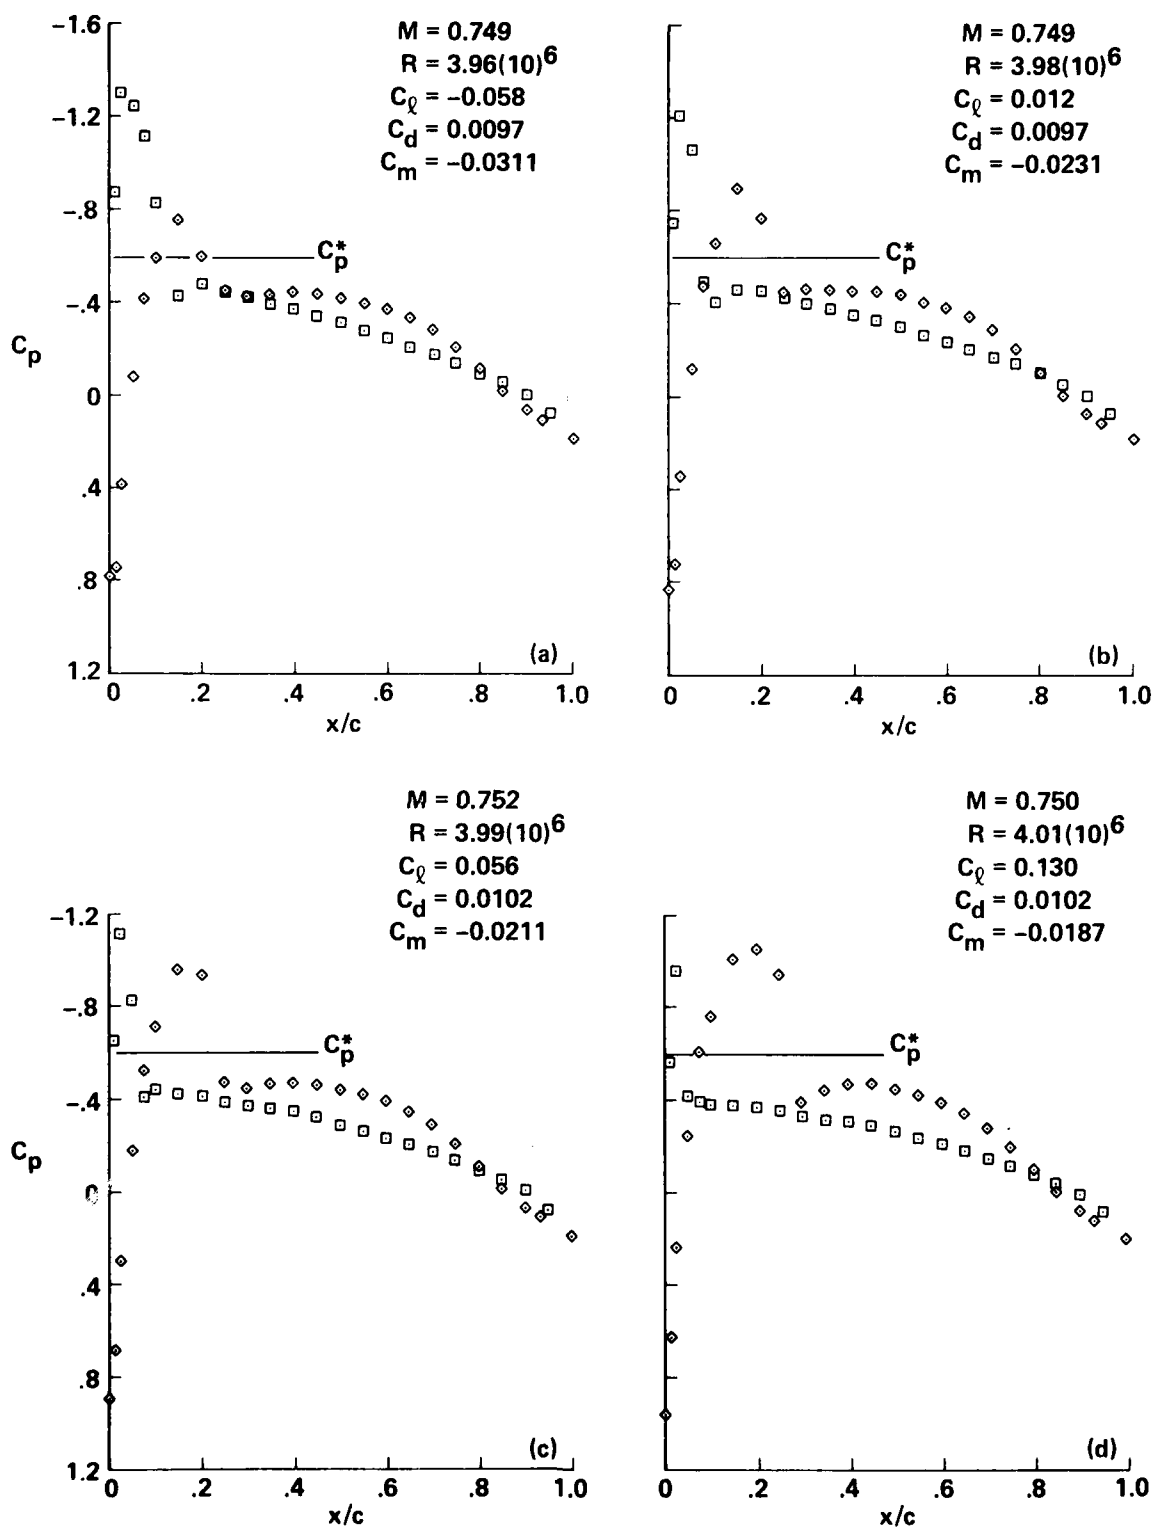 M = 0.749
R = 3.96(10)^6
Cℓ = −0.058
Cd = 0.0097
Cm = −0.0311
−1.6
−1.2
−.8
−.4
0
.4
.8
1.2
Cp
Cp*
(a)
0 .2 .4 .6 .8 1.0
x/c
M = 0.749
R = 3.98(10)^6
Cℓ = 0.012
Cd = 0.0097
Cm = −0.0231
Cp*
(b)
0 .2 .4 .6 .8 1.0
x/c
M = 0.752
R = 3.99(10)^6
Cℓ = 0.056
Cd = 0.0102
Cm = −0.0211
−1.2
−.8
−.4
0
.4
.8
1.2
Cp
Cp*
(c)
0 .2 .4 .6 .8 1.0
x/c
M = 0.750
R = 4.01(10)^6
Cℓ = 0.130
Cd = 0.0102
Cm = −0.0187
Cp*
(d)
0 .2 .4 .6 .8 1.0
x/c